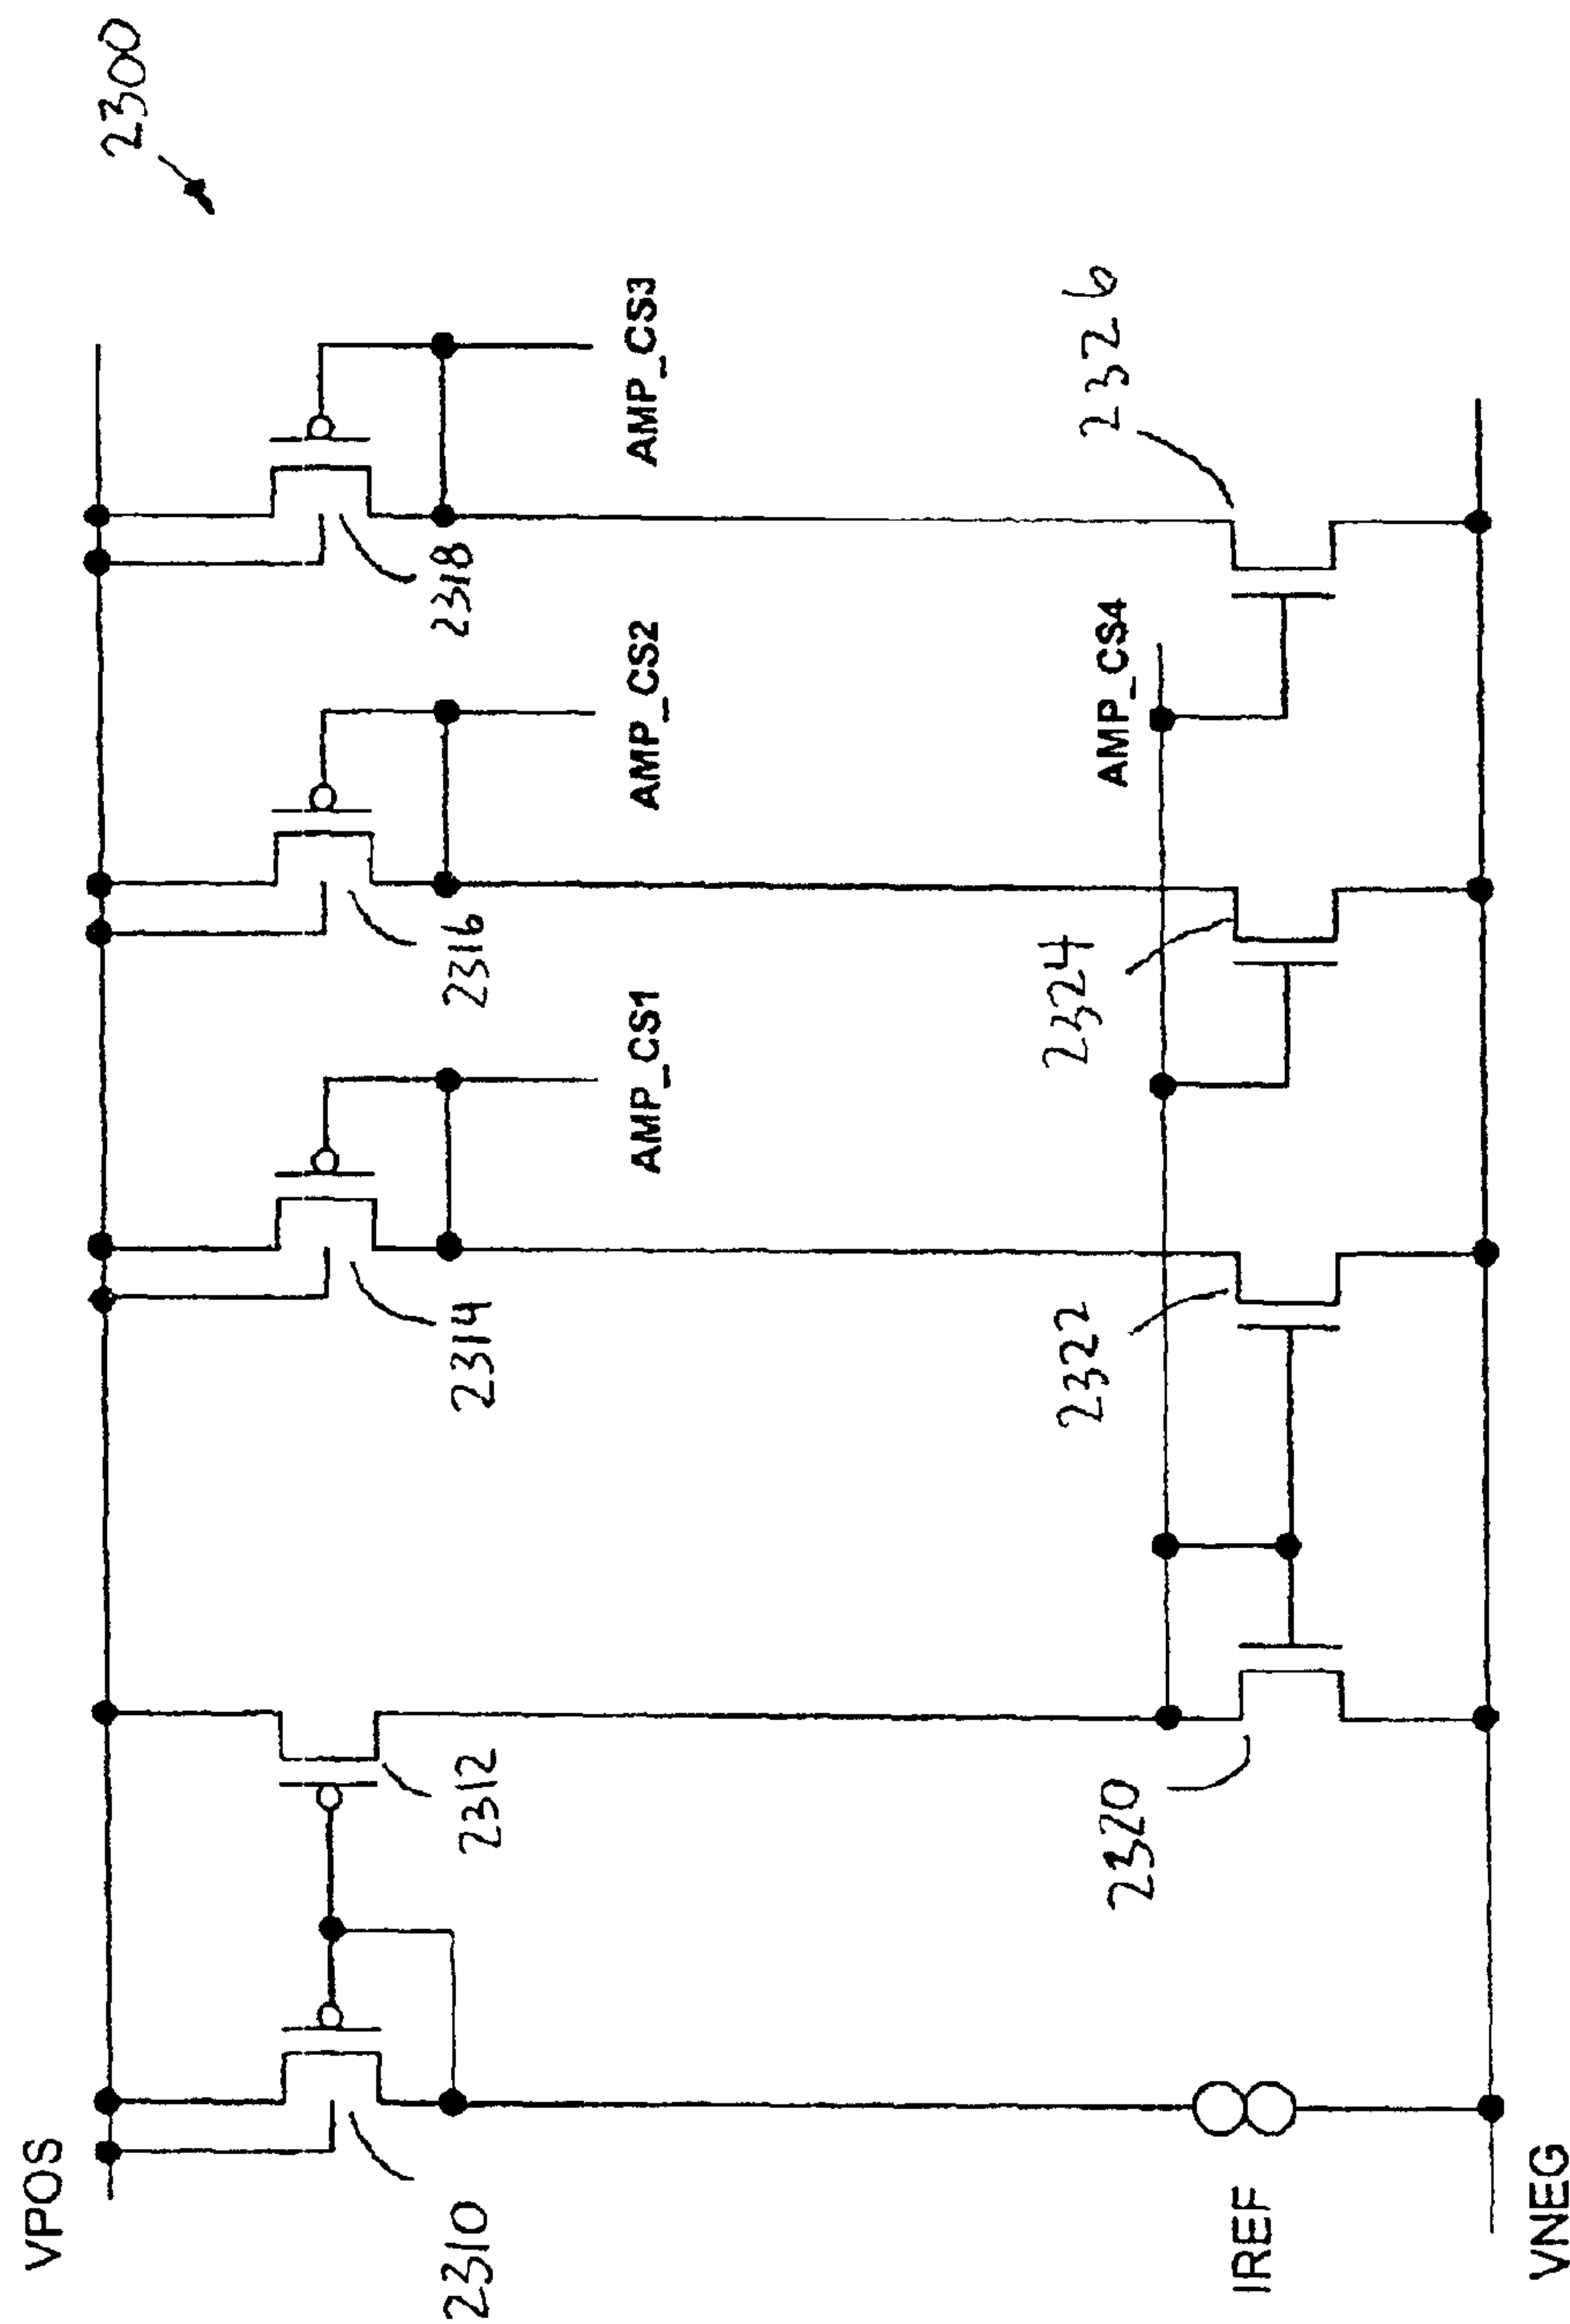 2300
VPOS
2310
2312
2314
2316
2318
AMP_CS1
AMP_CS2
AMP_CS3
AMP_CS4
2320
2322
2324
2326
IREF
VNEG